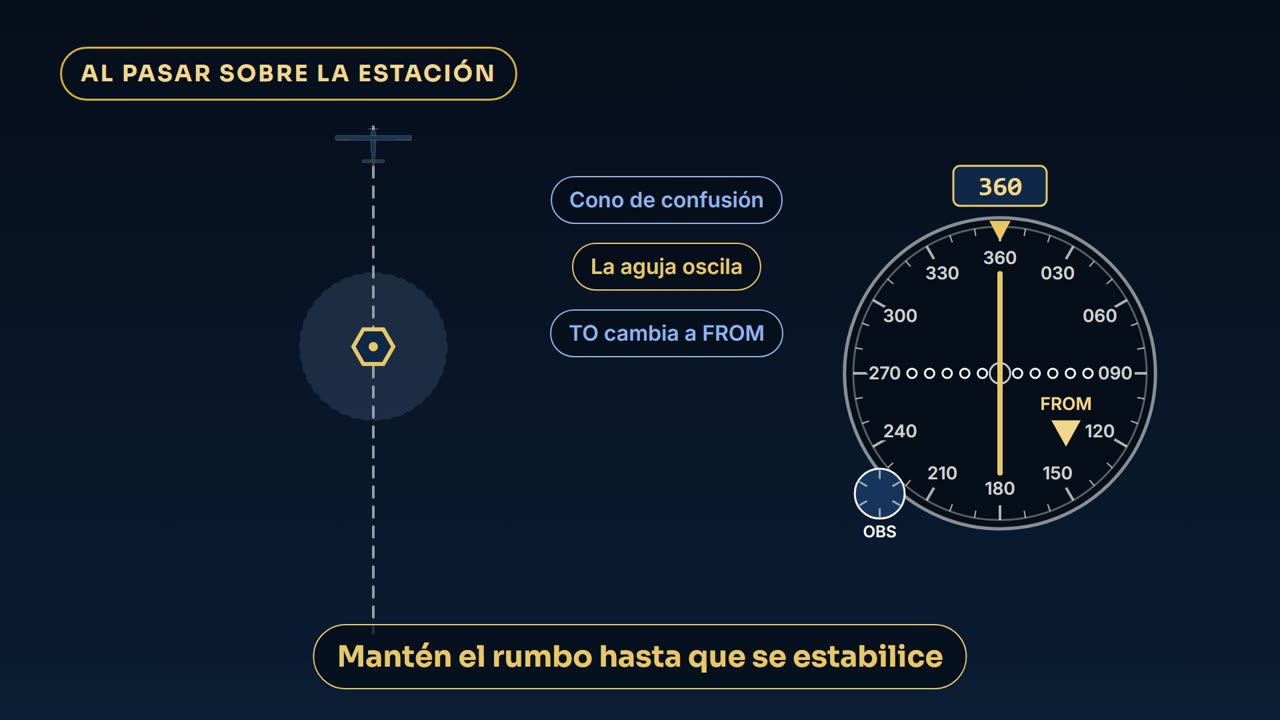 AL PASAR SOBRE LA ESTACIÓN
Cono de confusión
La aguja oscila
TO cambia a FROM
360
360
330
030
300
060
270
090
FROM
240
120
210
150
180
OBS
Mantén el rumbo hasta que se estabilice